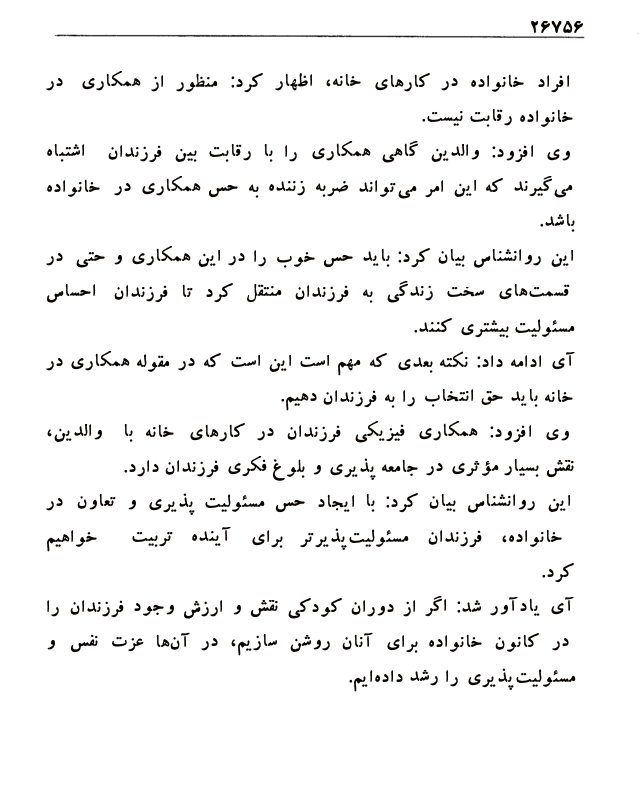 ۲۶۷۵۶
افراد خانواده در کارهای خانه، اظهار کرد: منظور از همکاری در
خانواده رقابت نیست.
وی افزود: والدین گاهی همکاری را با رقابت بین فرزندان اشتباه
می‌گیرند که این امر می‌تواند ضربه زننده به حس همکاری در خانواده
باشد.
این روانشناس بیان کرد: باید حس خوب را در این همکاری و حتی در
قسمت‌های سخت زندگی به فرزندان منتقل کرد تا فرزندان احساس
مسئولیت بیشتری کنند.
آی ادامه داد: نکته بعدی که مهم است این است که در مقوله همکاری در
خانه باید حق انتخاب را به فرزندان دهیم.
وی افزود: همکاری فیزیکی فرزندان در کارهای خانه با والدین،
نقش بسیار مؤثری در جامعه پذیری و بلوغ فکری فرزندان دارد.
این روانشناس بیان کرد: با ایجاد حس مسئولیت پذیری و تعاون در
خانواده، فرزندان مسئولیت‌پذیرتر برای آینده تربیت خواهیم
کرد.
آی یادآور شد: اگر از دوران کودکی نقش و ارزش وجود فرزندان را
در کانون خانواده برای آنان روشن سازیم، در آن‌ها عزت نفس و
مسئولیت‌پذیری را رشد داده‌ایم.